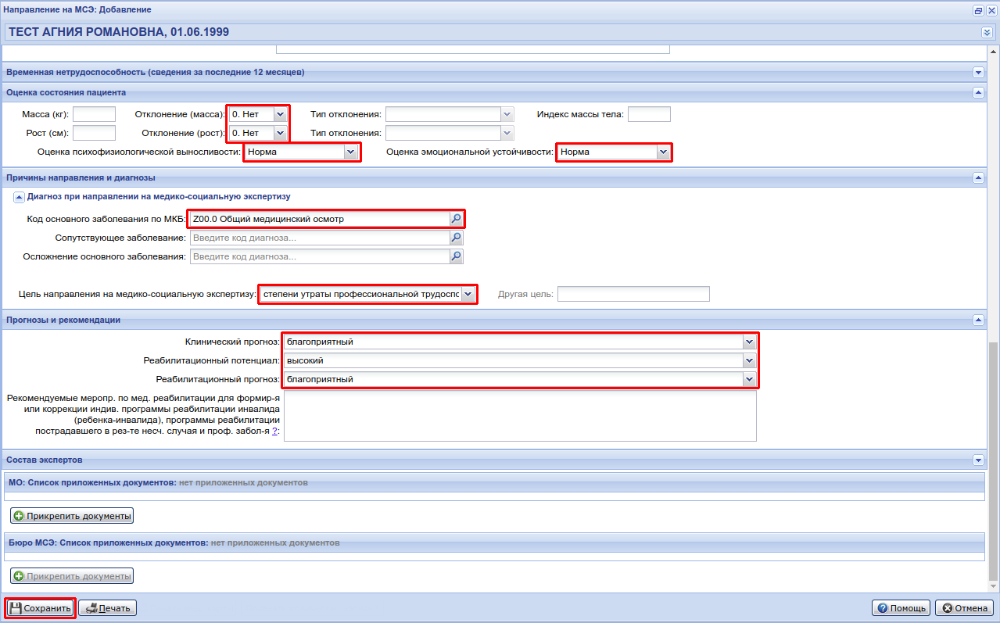 Направление на МСЭ: Добавление
ТЕСТ АГНИЯ РОМАНОВНА, 01.06.1999
Временная нетрудоспособность (сведения за последние 12 месяцев)
Оценка состояния пациента
Масса (кг): Отклонение (масса): 0. Нет Тип отклонения: Индекс массы тела:
Рост (см): Отклонение (рост): 0. Нет Тип отклонения:
Оценка психофизиологической выносливости: Норма Оценка эмоциональной устойчивости: Норма
Причины направления и диагнозы
Диагноз при направлении на медико-социальную экспертизу
Код основного заболевания по МКБ: Z00.0 Общий медицинский осмотр
Сопутствующее заболевание: Введите код диагноза...
Осложнение основного заболевания: Введите код диагноза...
Цель направления на медико-социальную экспертизу: степени утраты профессиональной трудоспо Другая цель:
Прогнозы и рекомендации
Клинический прогноз: благоприятный
Реабилитационный потенциал: высокий
Реабилитационный прогноз: благоприятный
Рекомендуемые меропр. по мед. реабилитации для формир-я
или коррекции индив. программы реабилитации инвалида
(ребенка-инвалида), программы реабилитации
пострадавшего в рез-те несч. случая и проф. забол-я ?:
Состав экспертов
МО: Список приложенных документов: нет приложенных документов
Прикрепить документы
Бюро МСЭ: Список приложенных документов: нет приложенных документов
Прикрепить документы
Сохранить Печать Помощь Отмена